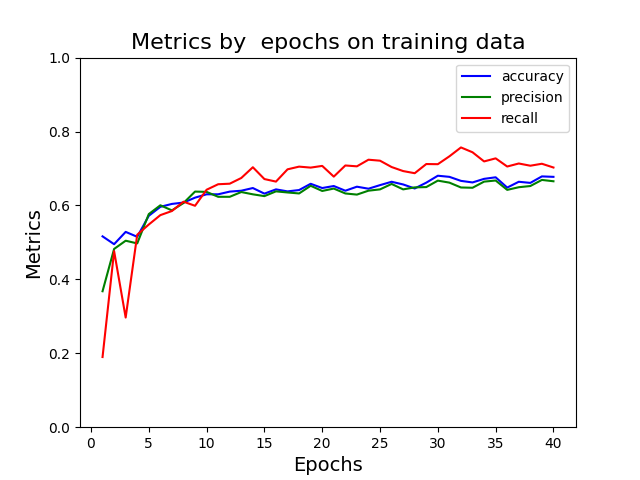 Metrics by  epochs on training data
1.0
0.8
0.6
0.4
0.2
0.0
Metrics
accuracy
precision
recall
0 5 10 15 20 25 30 35 40
Epochs